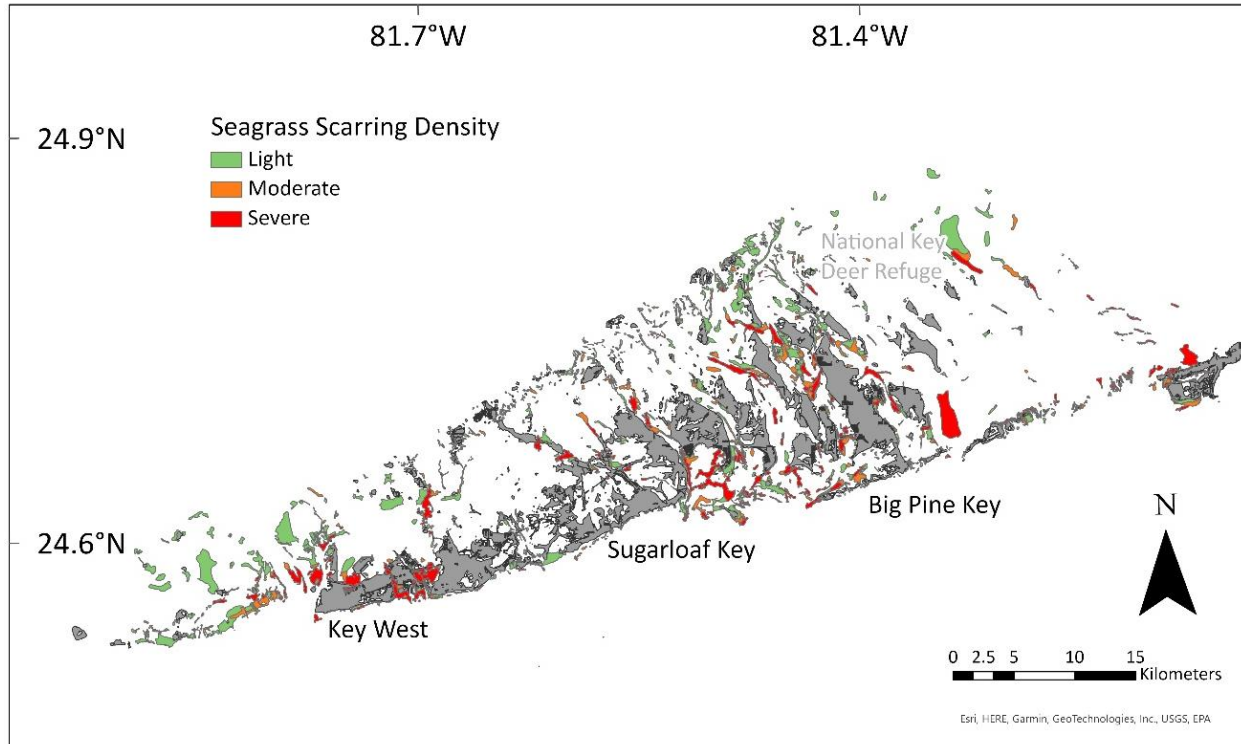 81.7°W
81.4°W
24.9°N
Seagrass Scarring Density
Light
Moderate
Severe
National Key
Deer Refuge
Big Pine Key
N
24.6°N
Sugarloaf Key
Key West
0 2.5 5 10 15
Kilometers
Esri, HERE, Garmin, GeoTechnologies, Inc., USGS, EPA